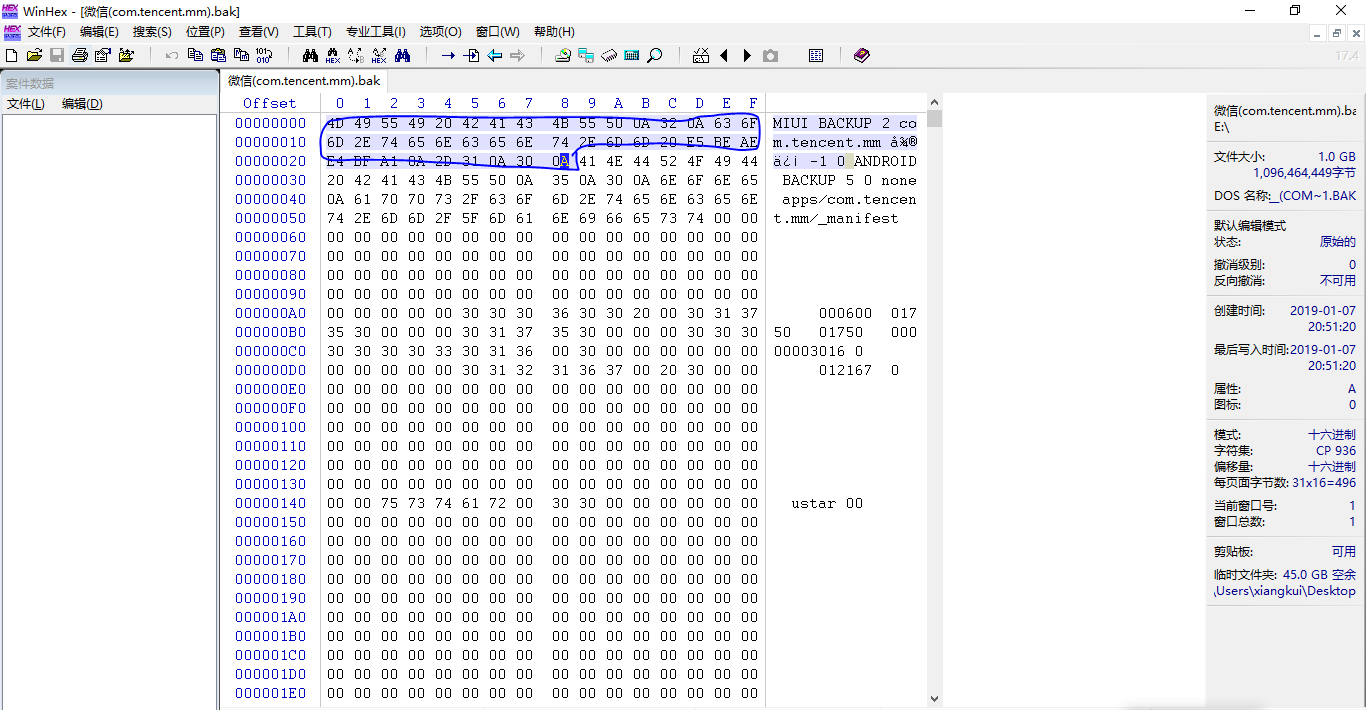 WinHex - [微信(com.tencent.mm).bak]
文件(F) 编辑(E) 搜索(S) 位置(P) 查看(V) 工具(T) 专业工具(I) 选项(O) 窗口(W) 帮助(H)
17.4
案件数据
文件(L) 编辑(D)
微信(com.tencent.mm).bak
Offset 0 1 2 3 4 5 6 7 8 9 A B C D E F
00000000 4D 49 55 49 20 42 41 43 4B 55 50 0A 32 0A 63 6F MIUI BACKUP 2 co
00000010 6D 2E 74 65 6E 63 65 6E 74 2E 6D 6D 20 E5 BE AE m.tencent.mm 微
00000020 E4 BF A1 0A 2D 31 0A 30 0A 41 4E 44 52 4F 49 44 ä¿¡ -1 0 ANDROID
00000030 20 42 41 43 4B 55 50 0A 35 0A 30 0A 6E 6F 6E 65 BACKUP 5 0 none
00000040 0A 61 70 70 73 2F 63 6F 6D 2E 74 65 6E 63 65 6E apps/com.tencen
00000050 74 2E 6D 6D 2F 5F 6D 61 6E 69 66 65 73 74 00 00 t.mm/_manifest
00000060 00 00 00 00 00 00 00 00 00 00 00 00 00 00 00 00
00000070 00 00 00 00 00 00 00 00 00 00 00 00 00 00 00 00
00000080 00 00 00 00 00 00 00 00 00 00 00 00 00 00 00 00
00000090 00 00 00 00 00 00 00 00 00 00 00 00 00 00 00 00
000000A0 00 00 00 00 00 30 30 30 36 30 30 20 00 30 31 37 000600 017
000000B0 35 30 00 00 00 30 31 37 35 30 00 00 00 30 30 30 50 01750 000
000000C0 30 30 30 30 33 30 31 36 00 30 00 00 00 00 00 00 00003016 0
000000D0 00 00 00 00 00 30 31 32 31 36 37 00 20 30 00 00 012167 0
000000E0 00 00 00 00 00 00 00 00 00 00 00 00 00 00 00 00
000000F0 00 00 00 00 00 00 00 00 00 00 00 00 00 00 00 00
00000100 00 00 00 00 00 00 00 00 00 00 00 00 00 00 00 00
00000110 00 00 00 00 00 00 00 00 00 00 00 00 00 00 00 00
00000120 00 00 00 00 00 00 00 00 00 00 00 00 00 00 00 00
00000130 00 00 00 00 00 00 00 00 00 00 00 00 00 00 00 00
00000140 00 00 75 73 74 61 72 00 30 30 00 00 00 00 00 00 ustar 00
00000150 00 00 00 00 00 00 00 00 00 00 00 00 00 00 00 00
00000160 00 00 00 00 00 00 00 00 00 00 00 00 00 00 00 00
00000170 00 00 00 00 00 00 00 00 00 00 00 00 00 00 00 00
00000180 00 00 00 00 00 00 00 00 00 00 00 00 00 00 00 00
00000190 00 00 00 00 00 00 00 00 00 00 00 00 00 00 00 00
000001A0 00 00 00 00 00 00 00 00 00 00 00 00 00 00 00 00
000001B0 00 00 00 00 00 00 00 00 00 00 00 00 00 00 00 00
000001C0 00 00 00 00 00 00 00 00 00 00 00 00 00 00 00 00
000001D0 00 00 00 00 00 00 00 00 00 00 00 00 00 00 00 00
000001E0 00 00 00 00 00 00 00 00 00 00 00 00 00 00 00 00
微信(com.tencent.mm).ba
E:\
文件大小: 1.0 GB
1,096,464,449字节
DOS 名称:_(COM~1.BAK
默认编辑模式
状态: 原始的
撤消级别: 0
反向撤消: 不可用
创建时间: 2019-01-07
20:51:20
最后写入时间:2019-01-07
20:51:20
属性: A
图标: 0
模式: 十六进制
字符集: CP 936
偏移量: 十六进制
每页面字节数: 31x16=496
当前窗口号: 1
窗口总数: 1
剪贴板: 可用
临时文件夹: 45.0 GB 空余
\Users\xiangkui\Desktop